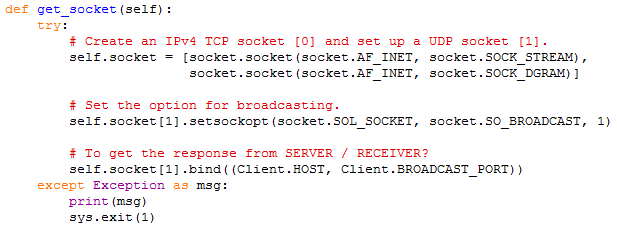 def get_socket(self):
    try:
        # Create an IPv4 TCP socket [0] and set up a UDP socket [1].
        self.socket = [socket.socket(socket.AF_INET, socket.SOCK_STREAM),
                       socket.socket(socket.AF_INET, socket.SOCK_DGRAM)]

        # Set the option for broadcasting.
        self.socket[1].setsockopt(socket.SOL_SOCKET, socket.SO_BROADCAST, 1)

        # To get the response from SERVER / RECEIVER?
        self.socket[1].bind((Client.HOST, Client.BROADCAST_PORT))
    except Exception as msg:
        print(msg)
        sys.exit(1)